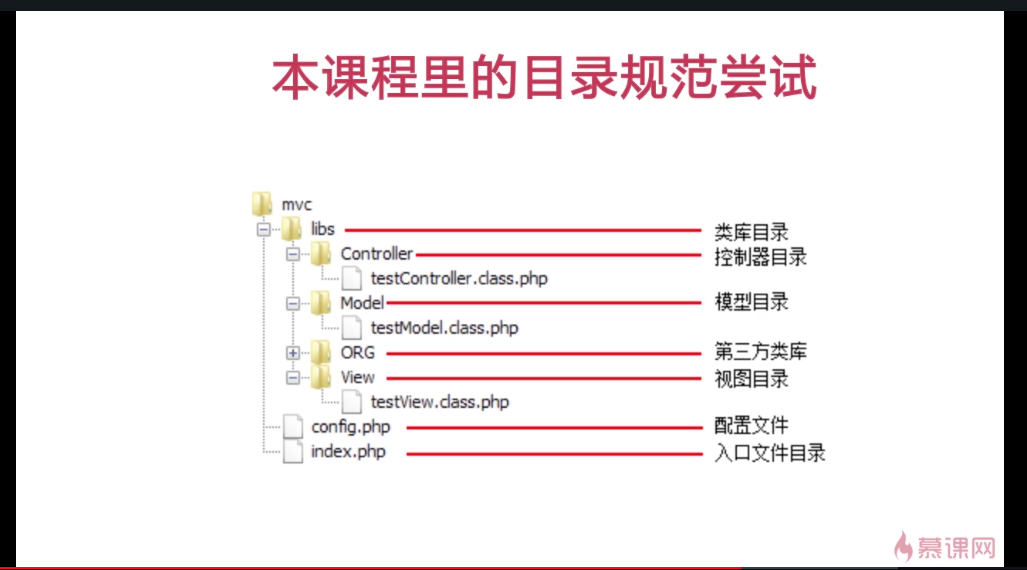 本课程里的目录规范尝试
mvc
libs 类库目录
Controller 控制器目录
testController.class.php
Model 模型目录
testModel.class.php
ORG 第三方类库
View 视图目录
testView.class.php
config.php 配置文件
index.php 入口文件目录
慕课网